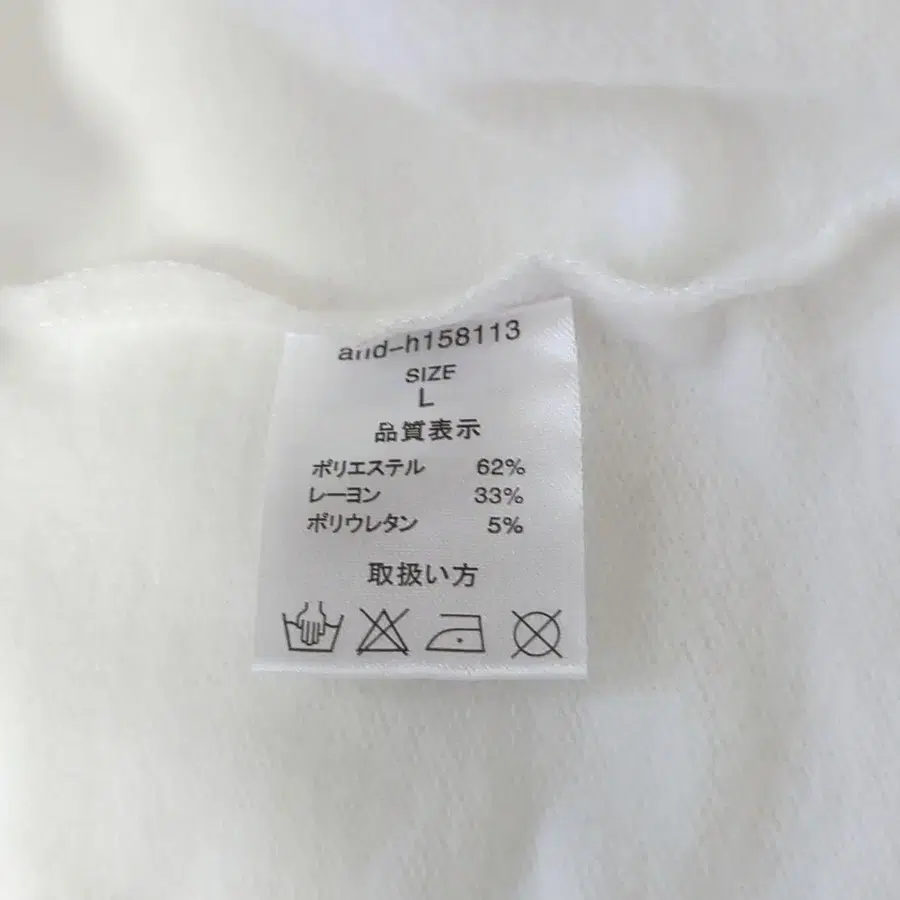 and-h158113
SIZE
L
品質表示
ポリエステル 62%
レーヨン 33%
ポリウレタン 5%
取扱い方